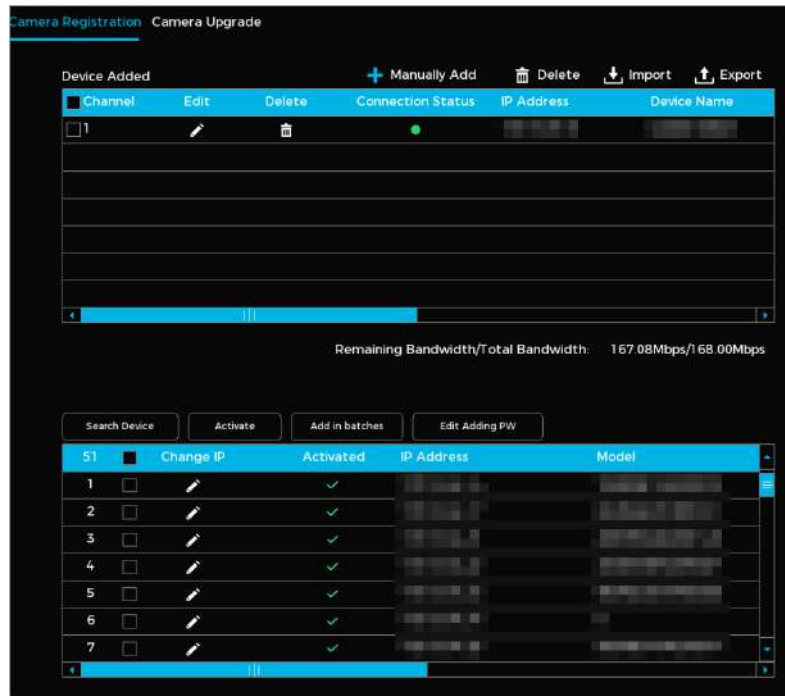 Camera Registration Camera Upgrade
Device Added Manually Add Delete Import Export
Channel Edit Delete Connection Status IP Address Device Name
1
Remaining Bandwidth/Total Bandwidth: 167.08Mbps/168.00Mbps
Search Device Activate Add in batches Edit Adding PW
51 Change IP Activated IP Address Model
1
2
3
4
5
6
7